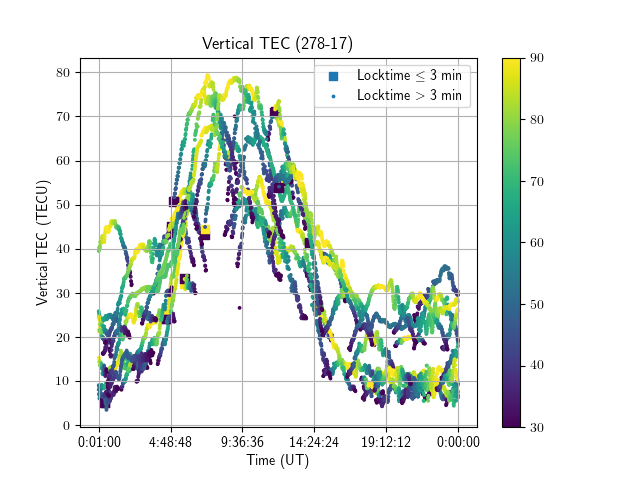 Vertical TEC (278-17)
Locktime ≤ 3 min
Locktime > 3 min
Vertical TEC (TECU)
80
70
60
50
40
30
20
10
0
0:01:00 4:48:48 9:36:36 14:24:24 19:12:12 0:00:00
Time (UT)
90
80
70
60
50
40
30